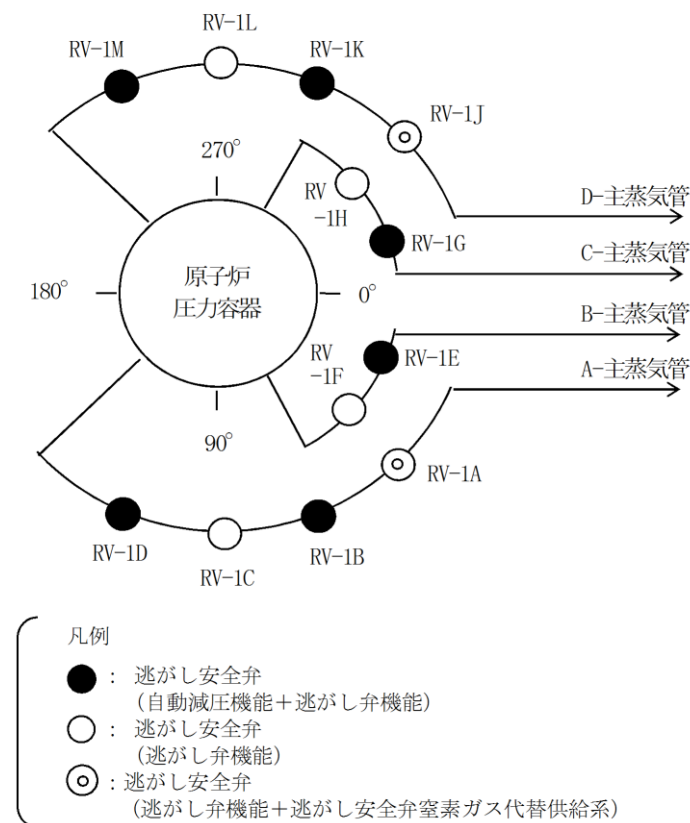 RV-1L
RV-1M
RV-1K
RV-1J
270°
RV
-1H
D-主蒸気管
RV-1G
C-主蒸気管
原子炉
圧力容器
180°
0°
B-主蒸気管
RV
-1F
RV-1E
A-主蒸気管
90°
RV-1A
RV-1D
RV-1B
RV-1C
凡例
： 逃がし安全弁
（自動減圧機能＋逃がし弁機能）
： 逃がし安全弁
（逃がし弁機能）
：逃がし安全弁
（逃がし弁機能＋逃がし安全弁窒素ガス代替供給系）